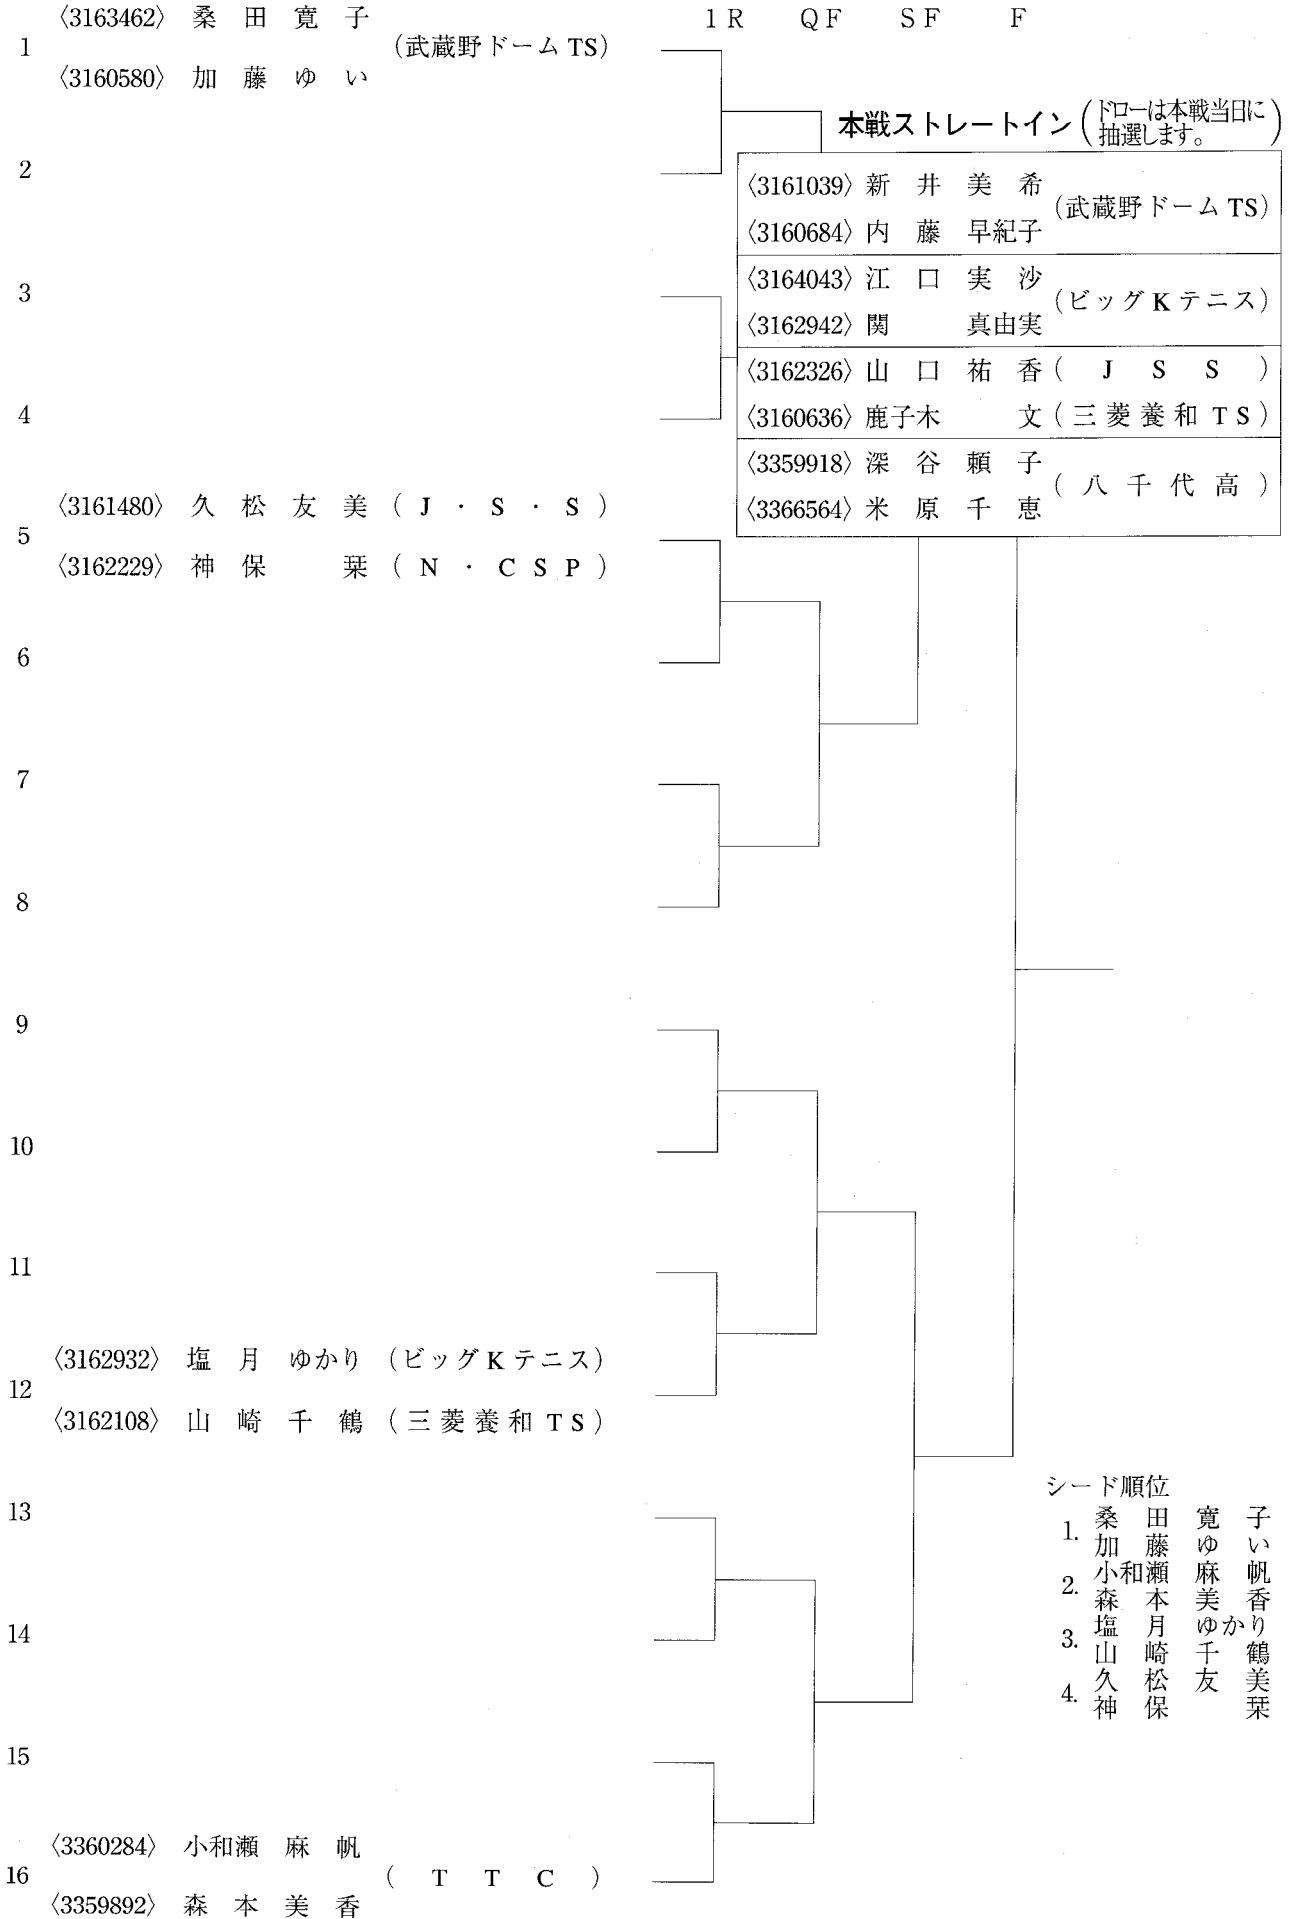 1R QF SF F
〈3163462〉 桑田寛子
1 (武蔵野ドームTS)
〈3160580〉 加藤ゆい
本戦ストレートイン(ドローは本戦当日に抽選します。)
2
〈3161039〉 新井美希 (武蔵野ドームTS)
〈3160684〉 内藤早紀子
3
〈3164043〉 江口実沙 (ビッグKテニス)
〈3162942〉 関 真由実
〈3162326〉 山口祐香 (JSS)
4
〈3160636〉 鹿子木 文 (三菱養和TS)
〈3359918〉 深谷頼子 (八千代高)
〈3366564〉 米原千恵
〈3161480〉 久松友美 (J・S・S)
5
〈3162229〉 神保 栞 (N・CSP)
6
7
8
9
10
11
〈3162932〉 塩月ゆかり (ビッグKテニス)
12
〈3162108〉 山崎千鶴 (三菱養和TS)
13
14
15
〈3360284〉 小和瀬麻帆
16 (TTC)
〈3359892〉 森本美香
シード順位
1. 桑田寛子
加藤ゆい
2. 小和瀬麻帆
森本美香
3. 塩月ゆかり
山崎千鶴
4. 久松友美
神保 栞